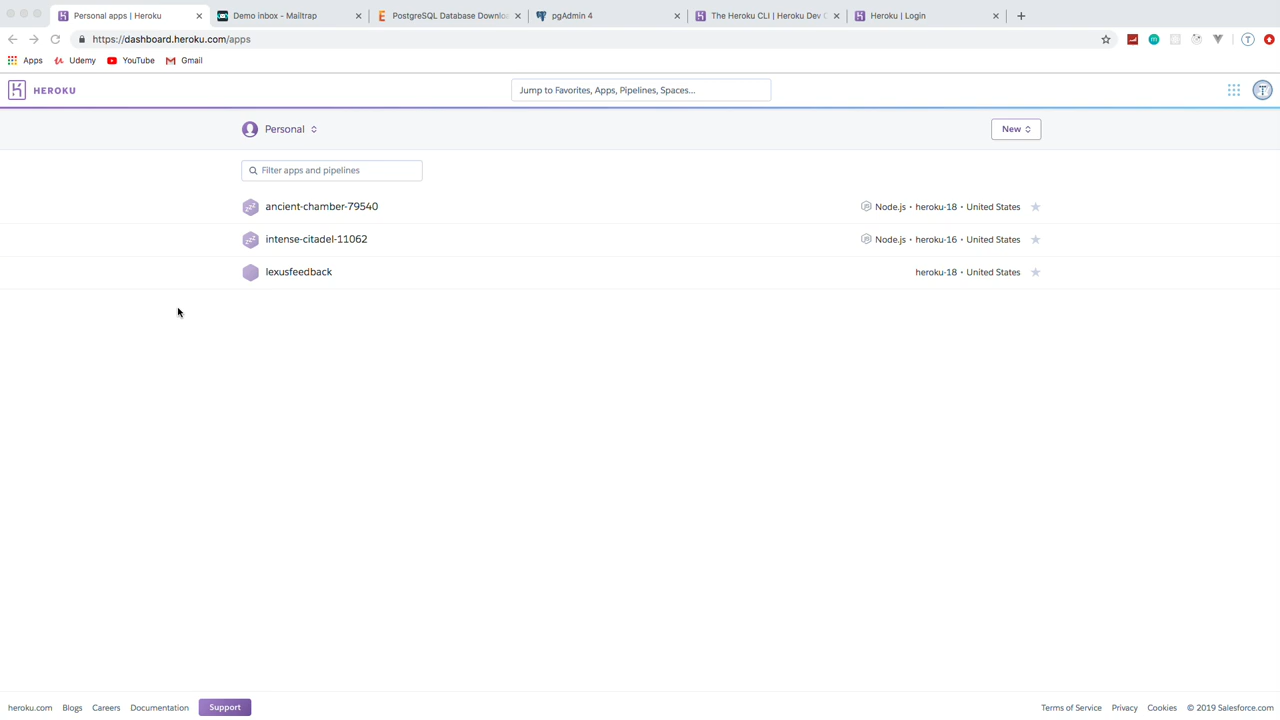 Personal apps | Heroku
Demo inbox - Mailtrap
PostgreSQL Database Downlo
pgAdmin 4
The Heroku CLI | Heroku Dev C
Heroku | Login
https://dashboard.heroku.com/apps
T
Apps
Udemy
YouTube
Gmail
HEROKU
Jump to Favorites, Apps, Pipelines, Spaces...
T
Personal
New
Filter apps and pipelines
ancient-chamber-79540
Node.js • heroku-18 • United States
intense-citadel-11062
Node.js • heroku-16 • United States
lexusfeedback
heroku-18 • United States
heroku.com
Blogs
Careers
Documentation
Support
Terms of Service
Privacy
Cookies
© 2019 Salesforce.com